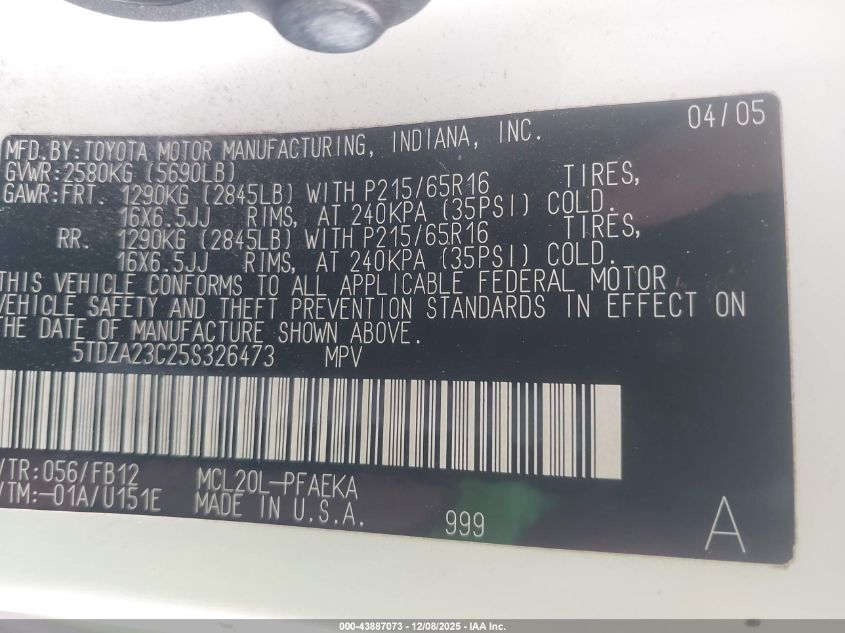 04/05
MFD.BY:TOYOTA MOTOR MANUFACTURING, INDIANA, INC.
GVWR:2580KG (5690LB)
GAWR:FRT. 1290KG (2845LB) WITH P215/65R16 TIRES,
16X6.5JJ RIMS, AT 240KPA (35PSI) COLD.
RR. 1290KG (2845LB) WITH P215/65R16 TIRES,
16X6.5JJ RIMS, AT 240KPA (35PSI) COLD.
THIS VEHICLE CONFORMS TO ALL APPLICABLE FEDERAL MOTOR
VEHICLE SAFETY AND THEFT PREVENTION STANDARDS IN EFFECT ON
THE DATE OF MANUFACTURE SHOWN ABOVE.
5TDZA23C25S326473 MPV
/TR:056/FB12 MCL20L-PFAEKA
/TM:-01A/U151E MADE IN U.S.A.
999 A
000-43887073 - 12/08/2025 - IAA Inc.